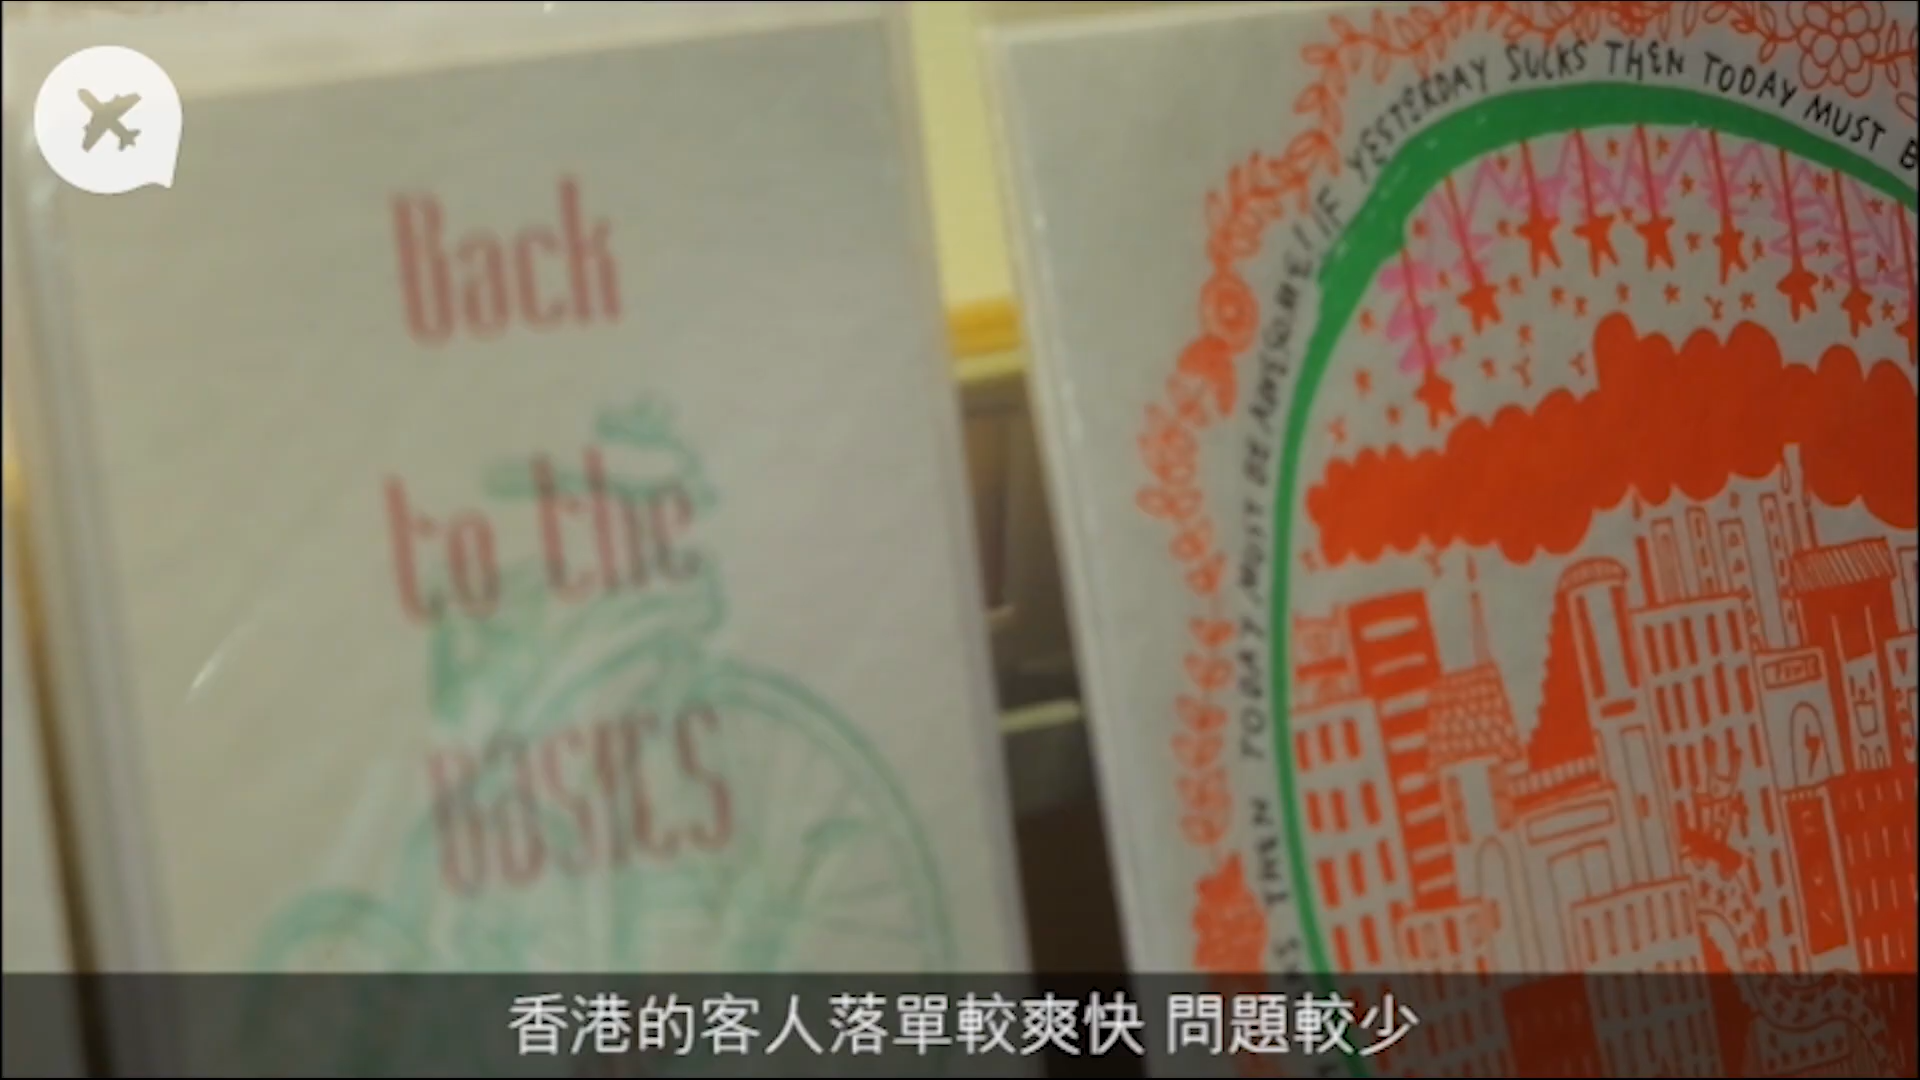 Back
to the
BASICS
IF YESTERDAY SUCKS THEN TODAY MUST B
THEN TODAY MUST BE AWESOME!
香港的客人落單較爽快 問題較少